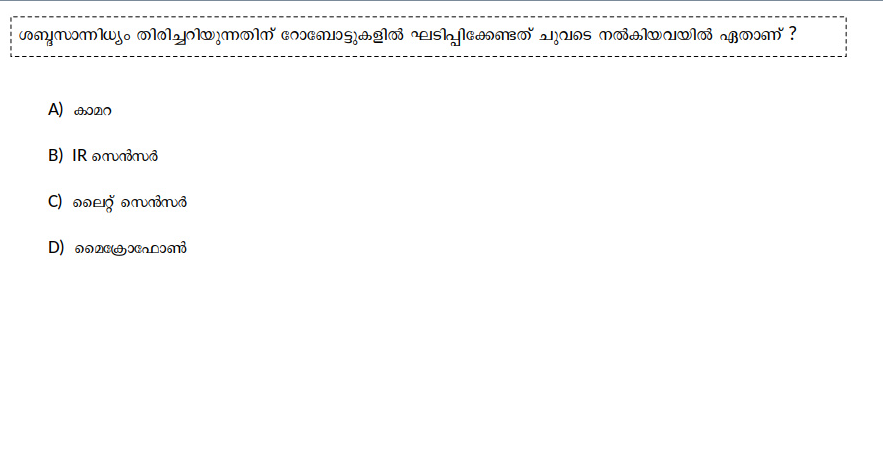 ശബ്ദസാന്നിധ്യം തിരിച്ചറിയുന്നതിന് റോബോട്ടുകളിൽ ഘടിപ്പിക്കേണ്ടത് ചുവടെ നൽകിയവയിൽ ഏതാണ് ?
A) കാമറ
B) IR സെൻസർ
C) ലൈറ്റ് സെൻസർ
D) മൈക്രോഫോൺ